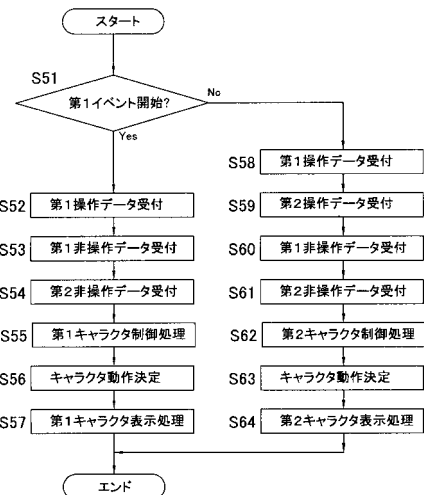 スタート
S51
第1イベント開始?
No
Yes
S58 第1操作データ受付
S52 第1操作データ受付
S59 第2操作データ受付
S53 第1非操作データ受付
S60 第1非操作データ受付
S54 第2非操作データ受付
S61 第2非操作データ受付
S55 第1キャラクタ制御処理
S62 第2キャラクタ制御処理
S56 キャラクタ動作決定
S63 キャラクタ動作決定
S57 第1キャラクタ表示処理
S64 第2キャラクタ表示処理
エンド